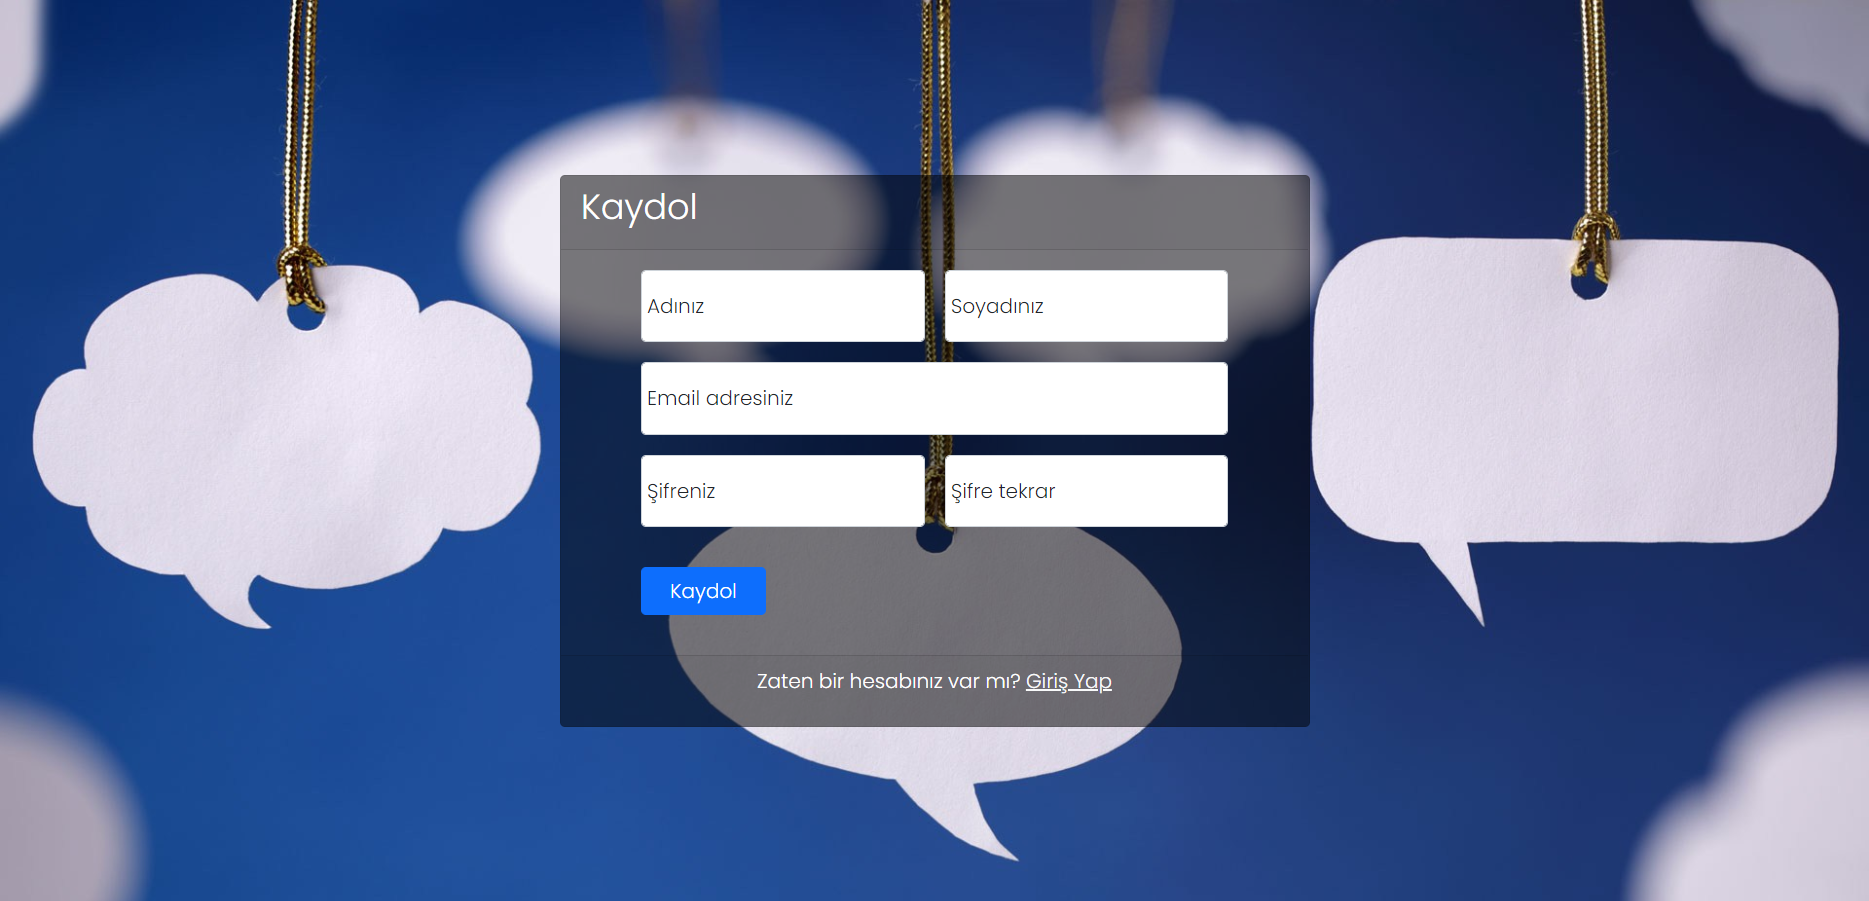 Kaydol
Adınız
Soyadınız
Email adresiniz
Şifreniz
Şifre tekrar
Kaydol
Zaten bir hesabınız var mı? Giriş Yap